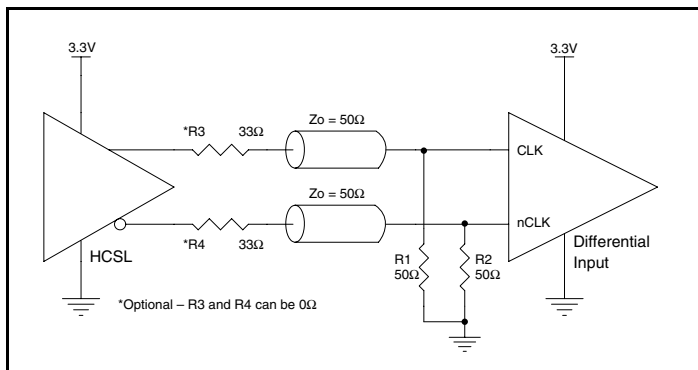 3.3V
3.3V
*R3
33Ω
Zo = 50Ω
CLK
Zo = 50Ω
nCLK
*R4
33Ω
HCSL
R1
50Ω
R2
50Ω
Differential
Input
*Optional – R3 and R4 can be 0Ω